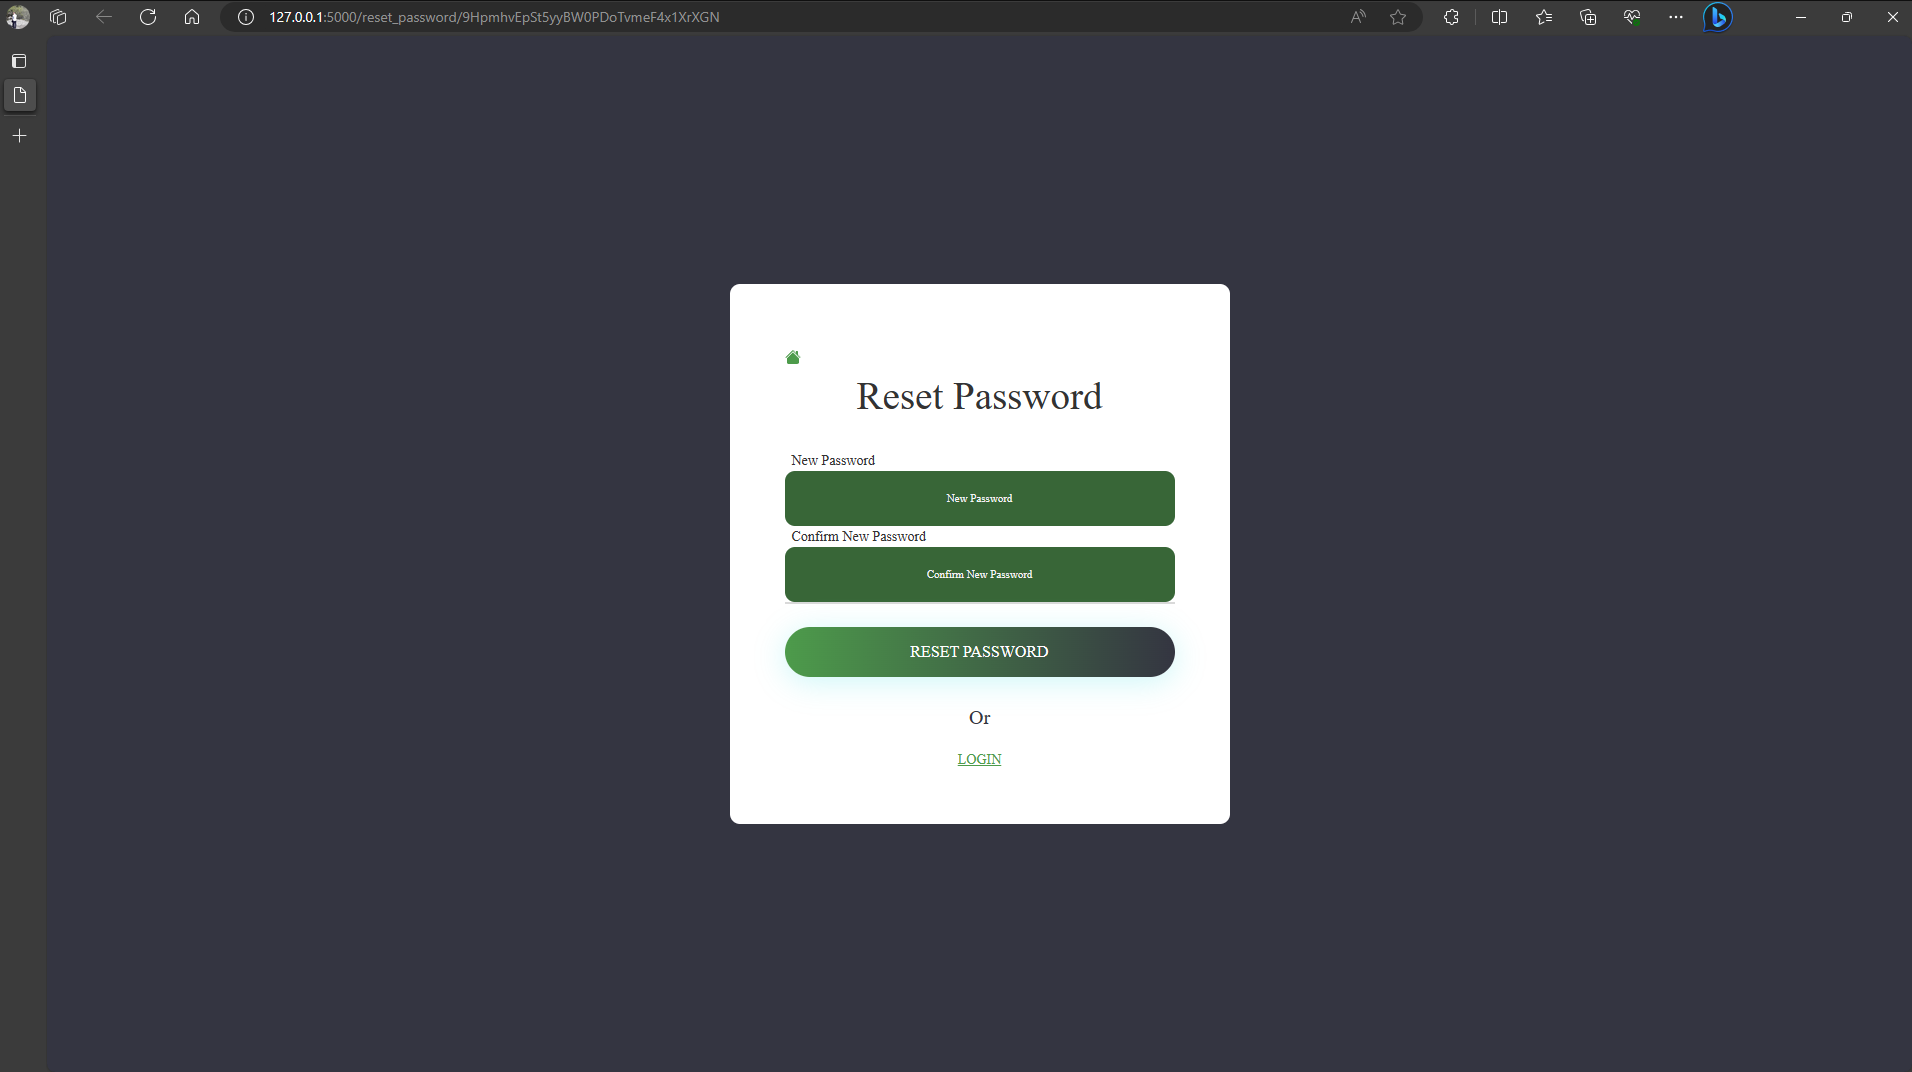 127.0.0.1:5000/reset_password/9HpmhvEpSt5yyBW0PDoTvmeF4x1XrXGN
Reset Password
New Password
New Password
Confirm New Password
Confirm New Password
RESET PASSWORD
Or
LOGIN